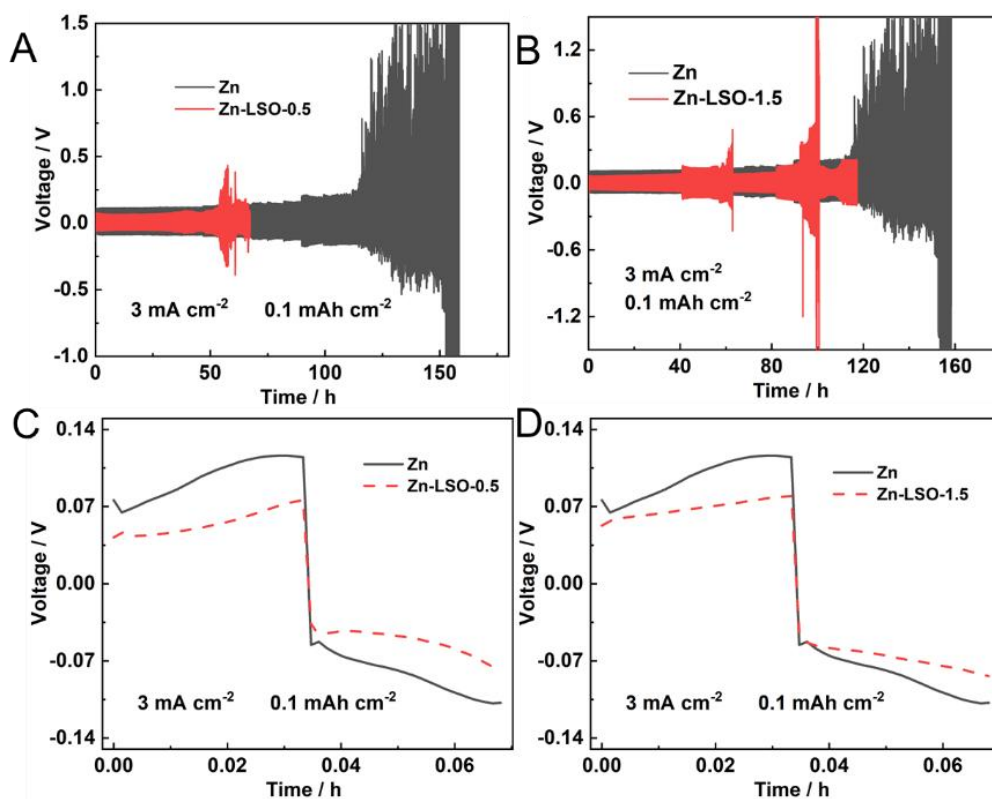 A
1.5
1.0
0.5
0.0
-0.5
-1.0
Voltage / V
Zn
Zn-LSO-0.5
3 mA cm-2 0.1 mAh cm-2
0 50 100 150
Time / h
B
1.2
0.6
0.0
-0.6
-1.2
Voltage / V
Zn
Zn-LSO-1.5
3 mA cm-2
0.1 mAh cm-2
0 40 80 120 160
Time / h
C
0.14
0.07
0.00
-0.07
-0.14
Voltage / V
Zn
Zn-LSO-0.5
3 mA cm-2 0.1 mAh cm-2
0.00 0.02 0.04 0.06
Time / h
D
0.14
0.07
0.00
-0.07
-0.14
Voltage / V
Zn
Zn-LSO-1.5
3 mA cm-2 0.1 mAh cm-2
0.00 0.02 0.04 0.06
Time / h